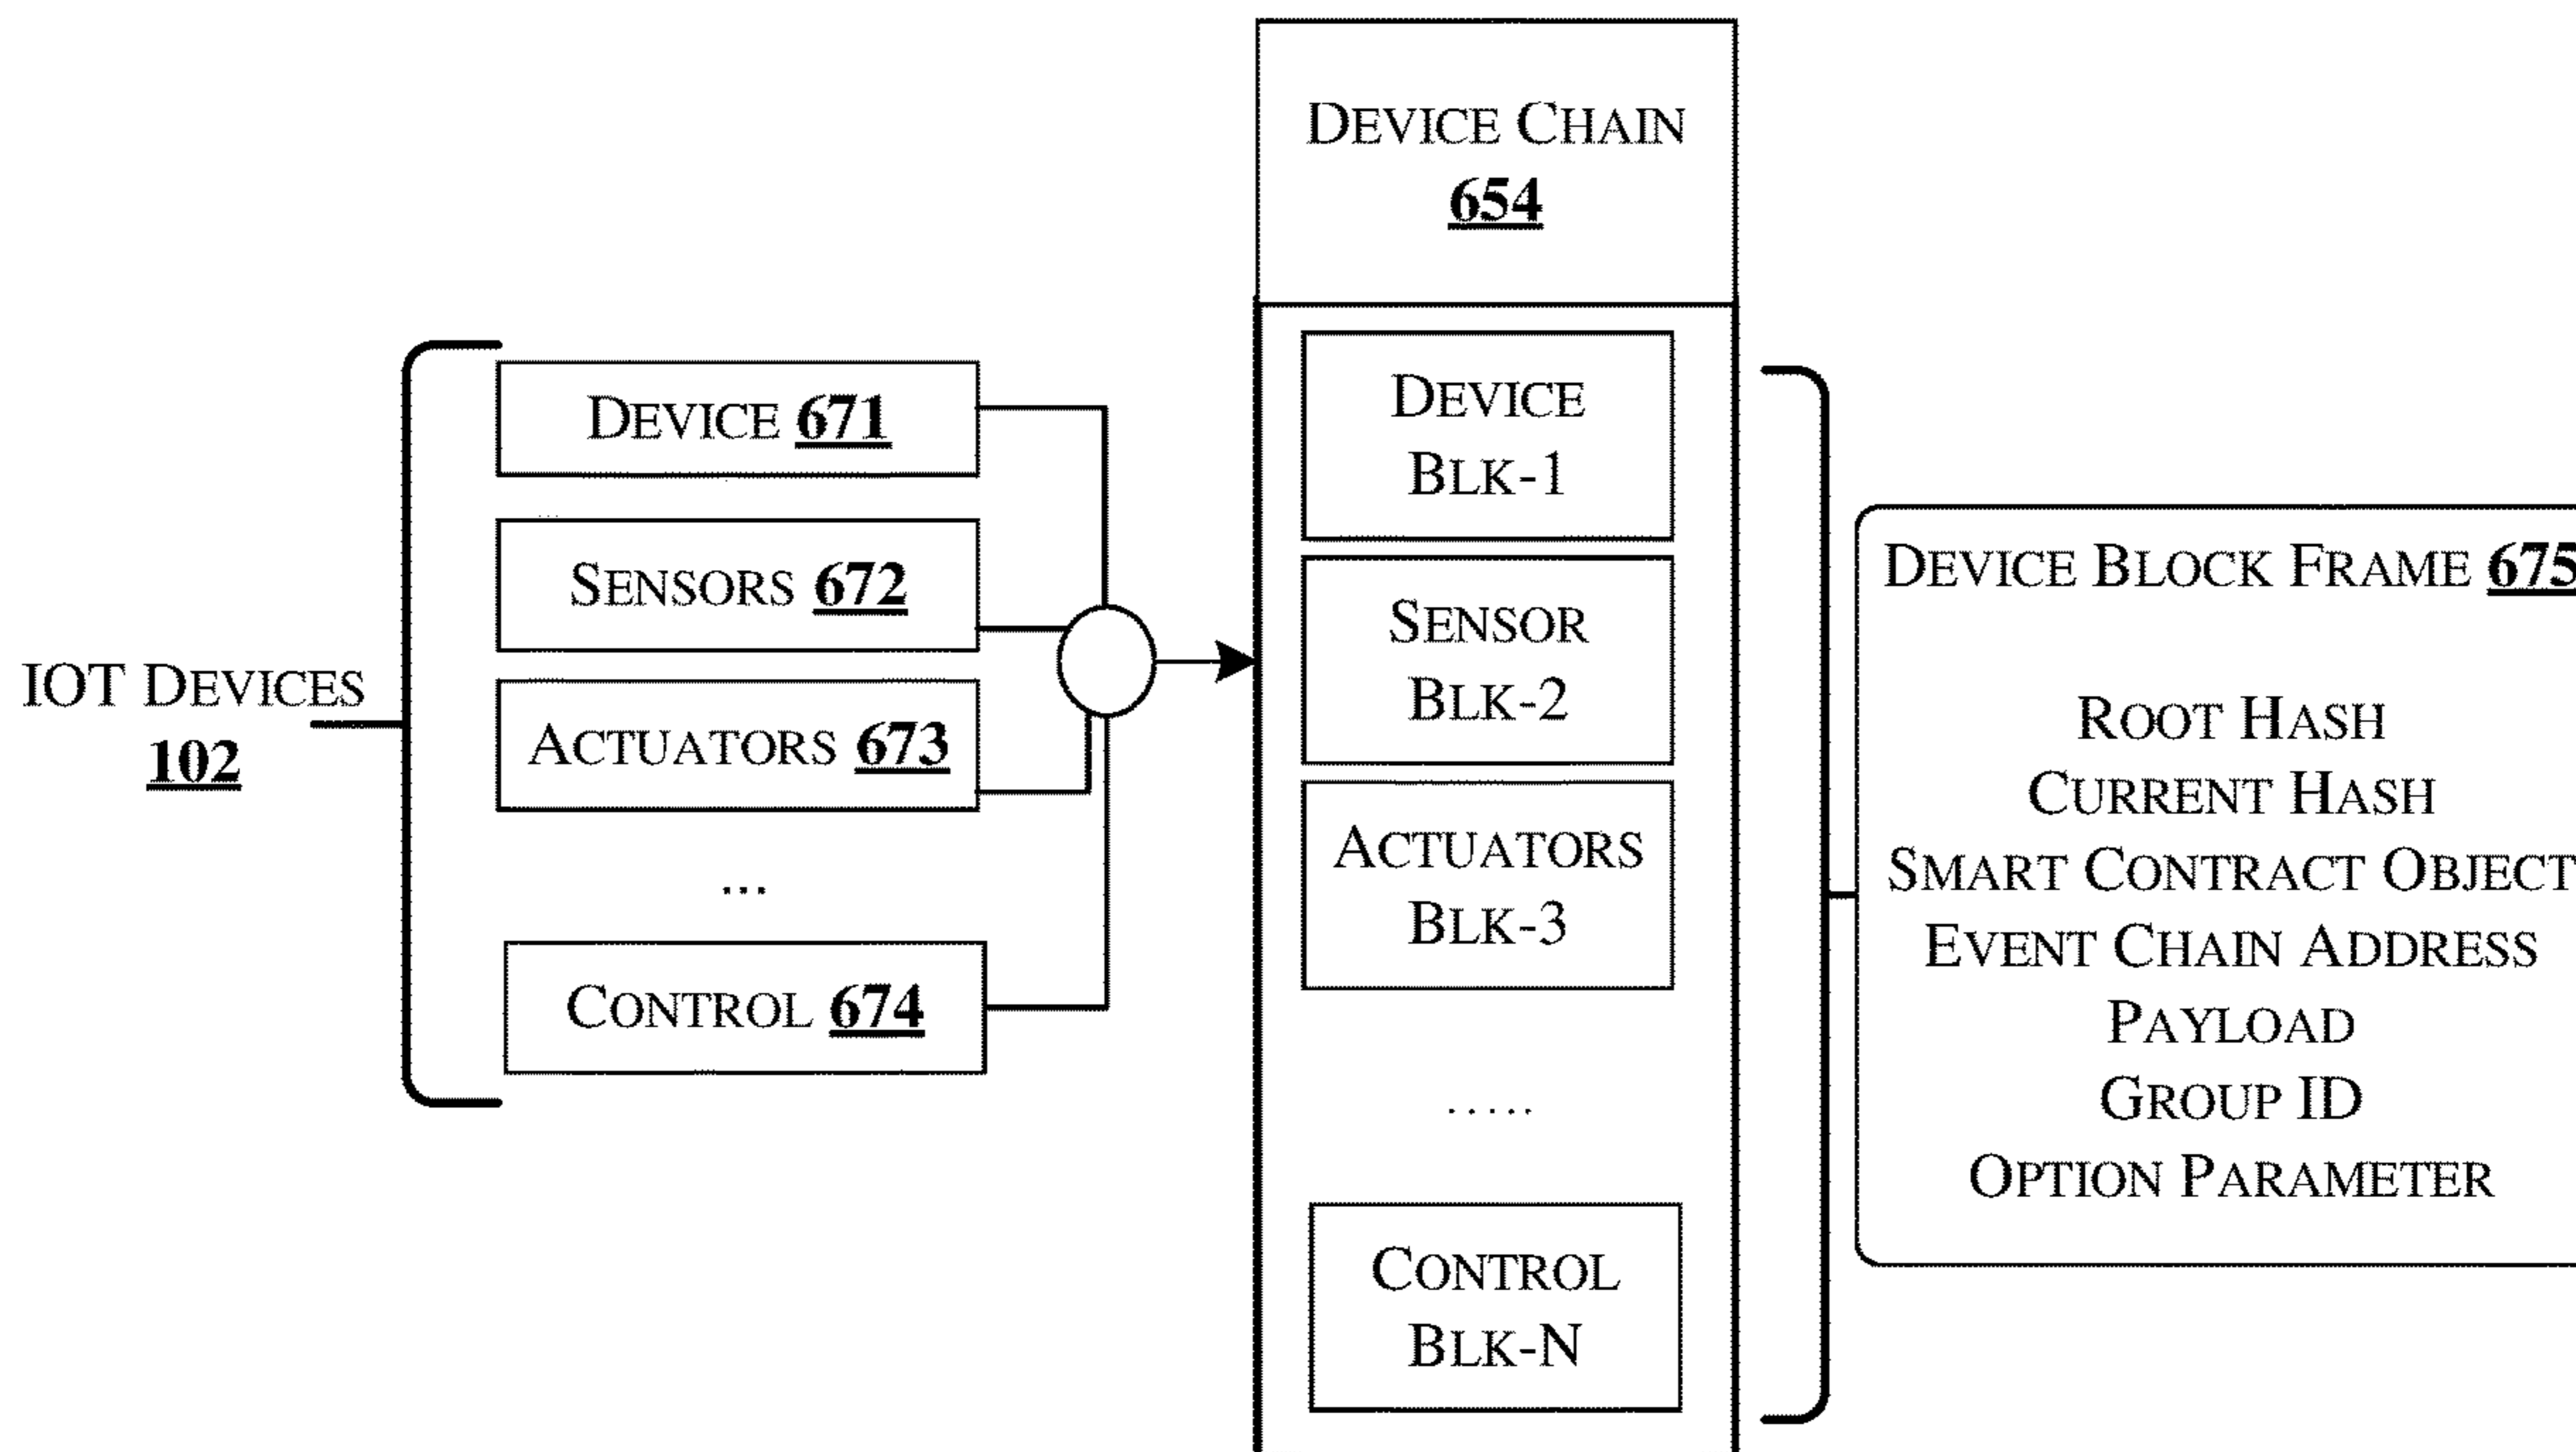 IOT DEVICES
102
DEVICE 671
SENSORS 672
ACTUATORS 673
...
CONTROL 674
DEVICE CHAIN
654
DEVICE
BLK-1
SENSOR
BLK-2
ACTUATORS
BLK-3
.....
CONTROL
BLK-N
DEVICE BLOCK FRAME 675
ROOT HASH
CURRENT HASH
SMART CONTRACT OBJECT
EVENT CHAIN ADDRESS
PAYLOAD
GROUP ID
OPTION PARAMETER